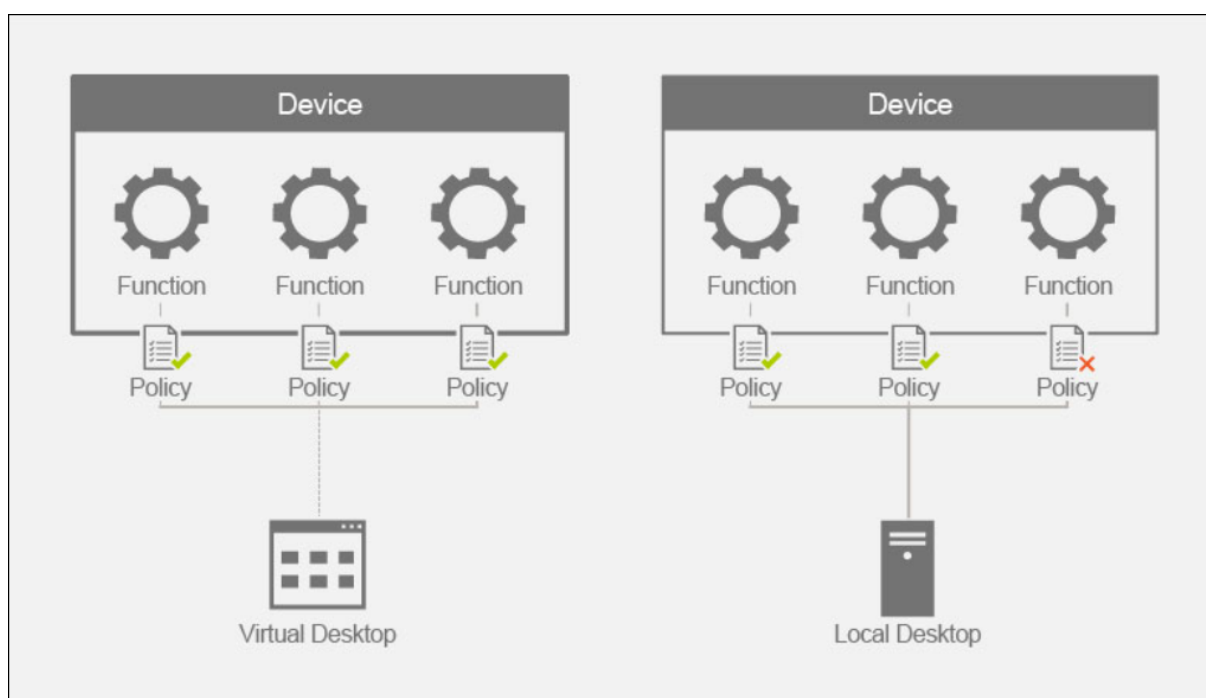 Device
Function Function Function
Policy Policy Policy
Virtual Desktop
Device
Function Function Function
Policy Policy Policy
Local Desktop